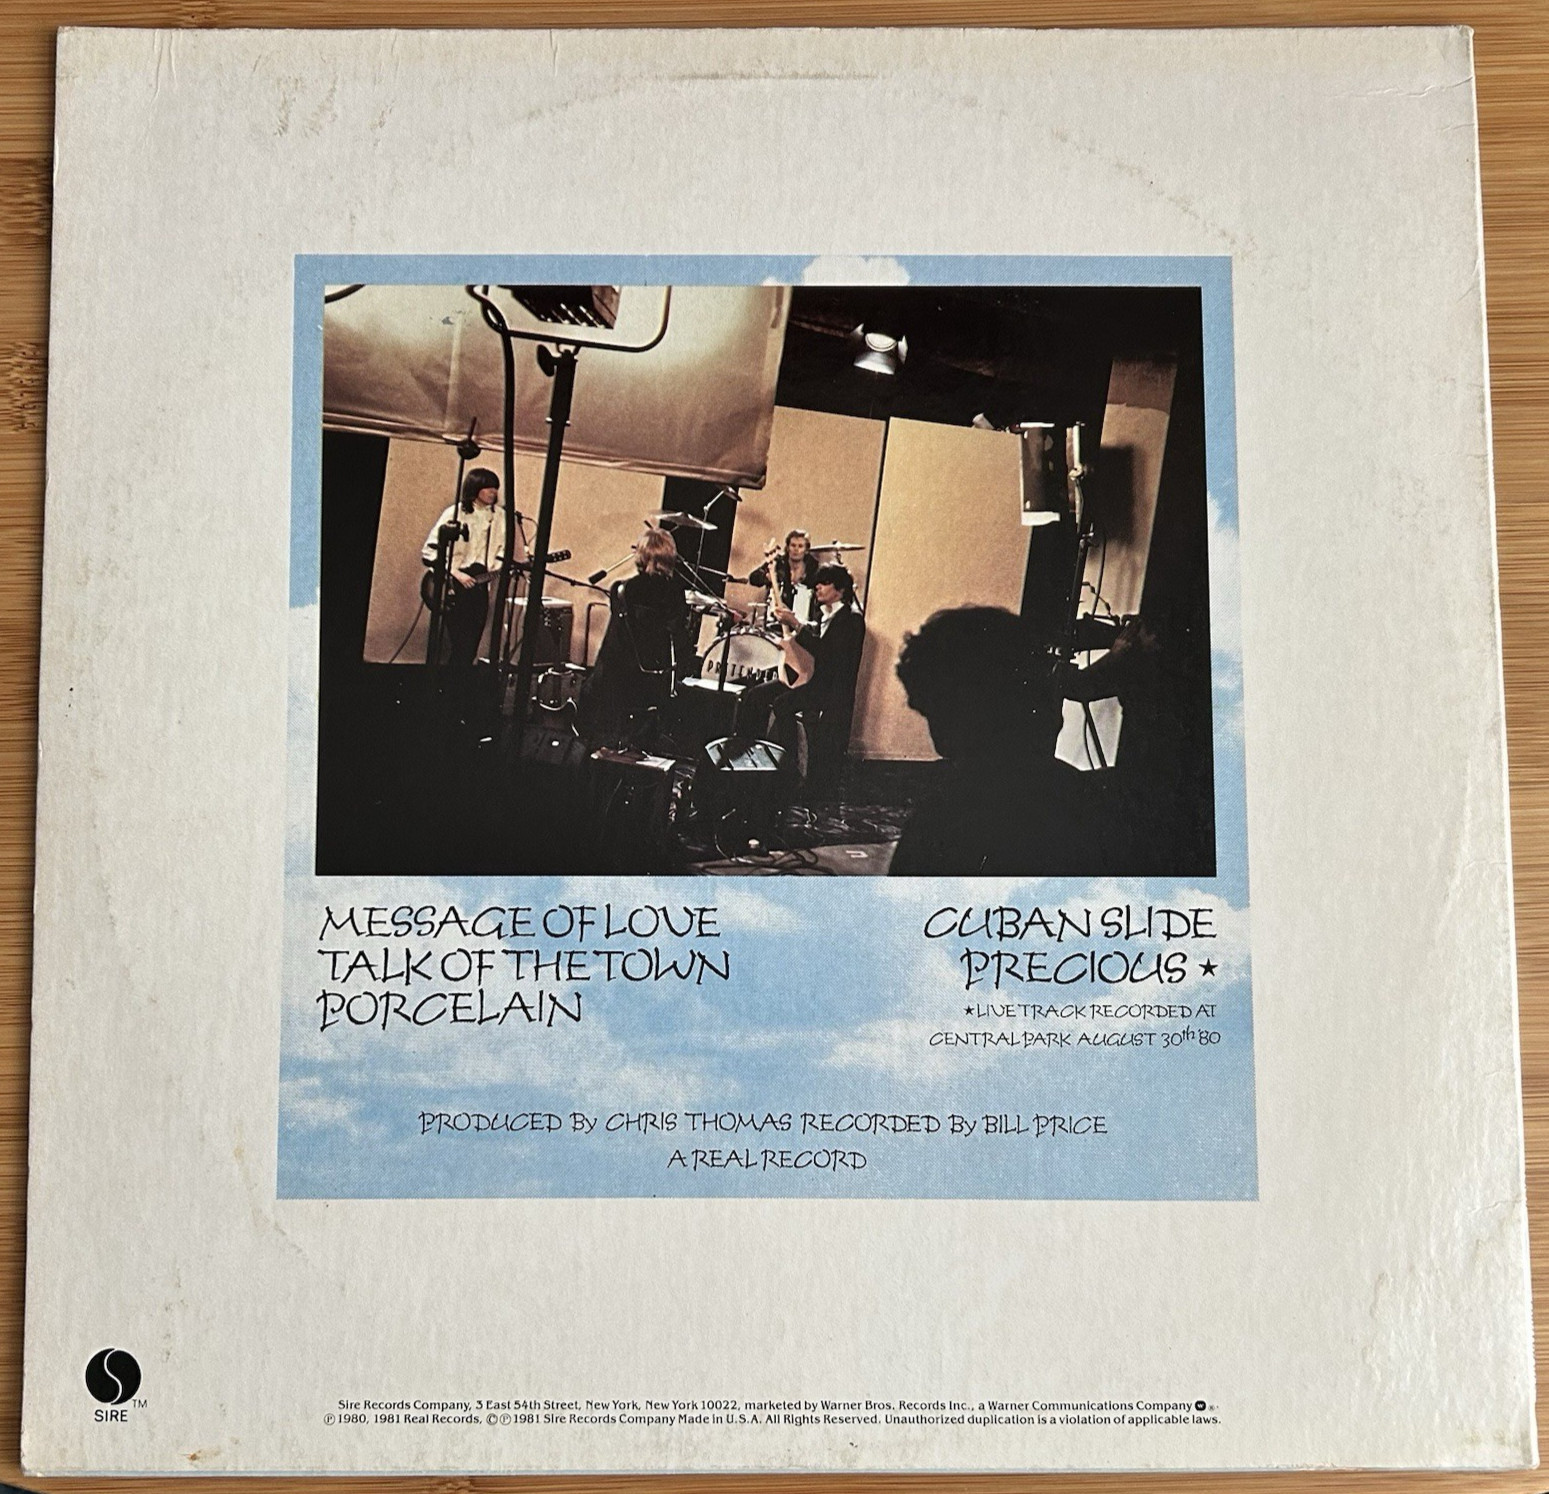 PRETENDERS
MESSAGE OF LOVE
TALK OF THE TOWN
PORCELAIN
CUBAN SLIDE
PRECIOUS ★
★LIVE TRACK RECORDED AT
CENTRAL PARK AUGUST 30th '80
PRODUCED By CHRIS THOMAS RECORDED By BILL PRICE
A REAL RECORD
SIRE TM
Sire Records Company, 3 East 54th Street, New York, New York 10022, marketed by Warner Bros. Records Inc., a Warner Communications Company ®.
℗ 1980, 1981 Real Records, © ℗ 1981 Sire Records Company Made in U.S.A. All Rights Reserved. Unauthorized duplication is a violation of applicable laws.